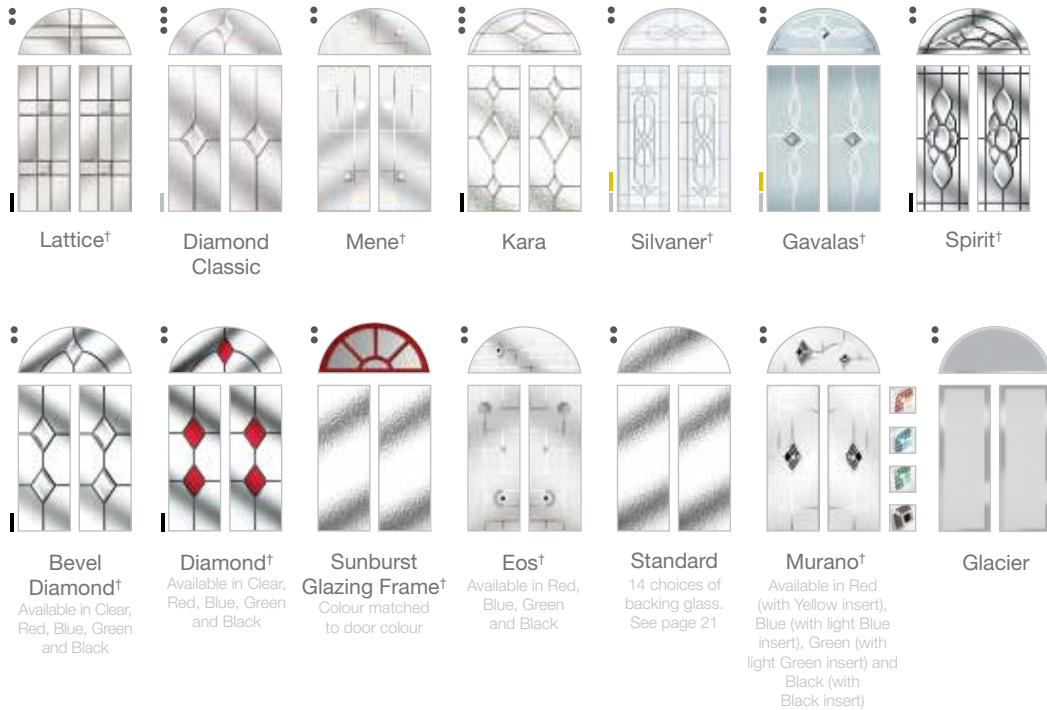 Lattice†
Diamond
Classic
Mene†
Kara
Silvaner†
Gavalas†
Spirit†
Bevel
Diamond†
Available in Clear,
Red, Blue, Green
and Black
Diamond†
Available in Clear,
Red, Blue, Green
and Black
Sunburst
Glazing Frame†
Colour matched
to door colour
Eos†
Available in Red,
Blue, Green
and Black
Standard
14 choices of
backing glass.
See page 21
Murano†
Available in Red
(with Yellow insert),
Blue (with light Blue
insert), Green (with
light Green insert) and
Black (with
Black insert)
Glacier